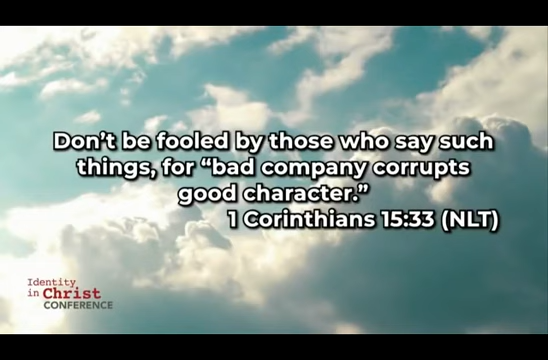 Don't be fooled by those who say such
things, for “bad company corrupts
good character.”
1 Corinthians 15:33 (NLT)
Identity
in Christ
CONFERENCE